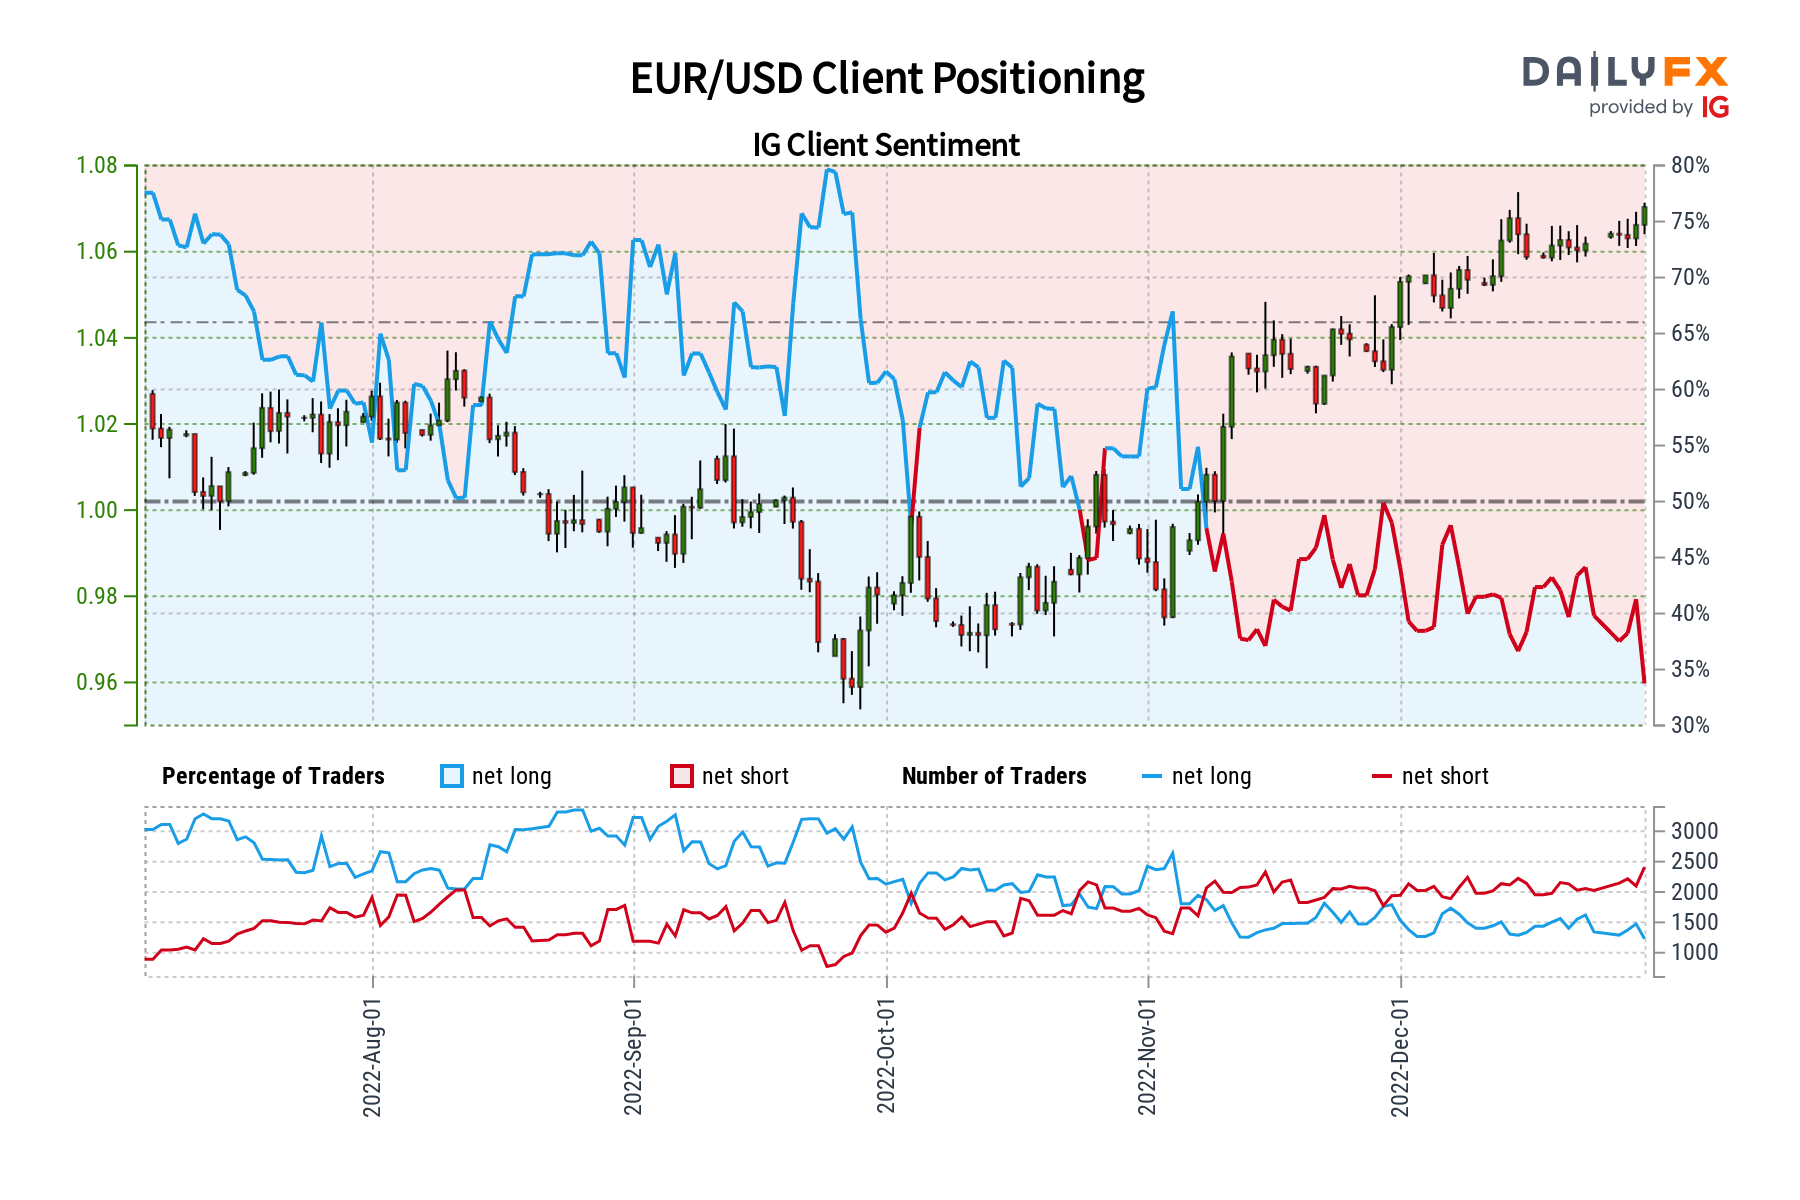 EUR/USD Client Positioning
DAILYFX
provided by IG
IG Client Sentiment
1.08
1.06
1.04
1.02
1.00
0.98
0.96
80%
75%
70%
65%
60%
55%
50%
45%
40%
35%
30%
Percentage of Traders net long net short Number of Traders net long net short
3000
2500
2000
1500
1000
2022-Aug-01
2022-Sep-01
2022-Oct-01
2022-Nov-01
2022-Dec-01